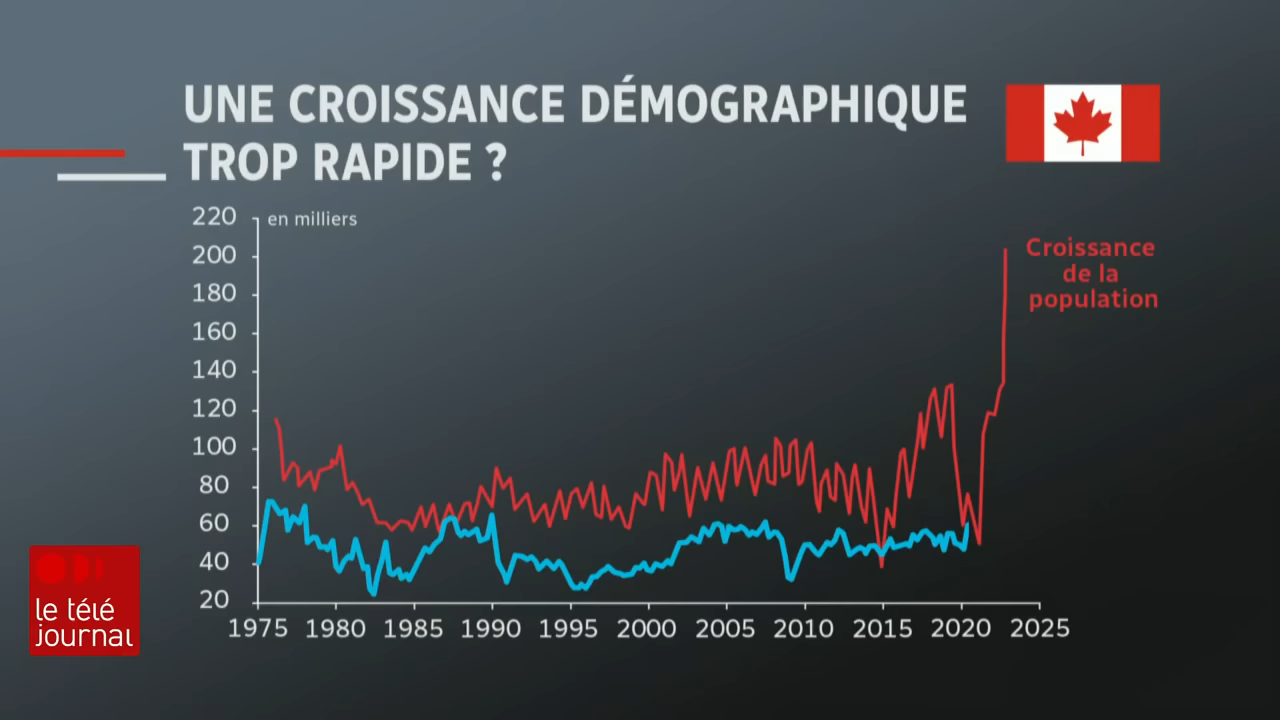 UNE CROISSANCE DÉMOGRAPHIQUE
TROP RAPIDE ?
220
en milliers
200
180
160
140
120
100
80
60
40
20
1975 1980 1985 1990 1995 2000 2005 2010 2015 2020 2025
Croissance
de la
population
le télé
journal